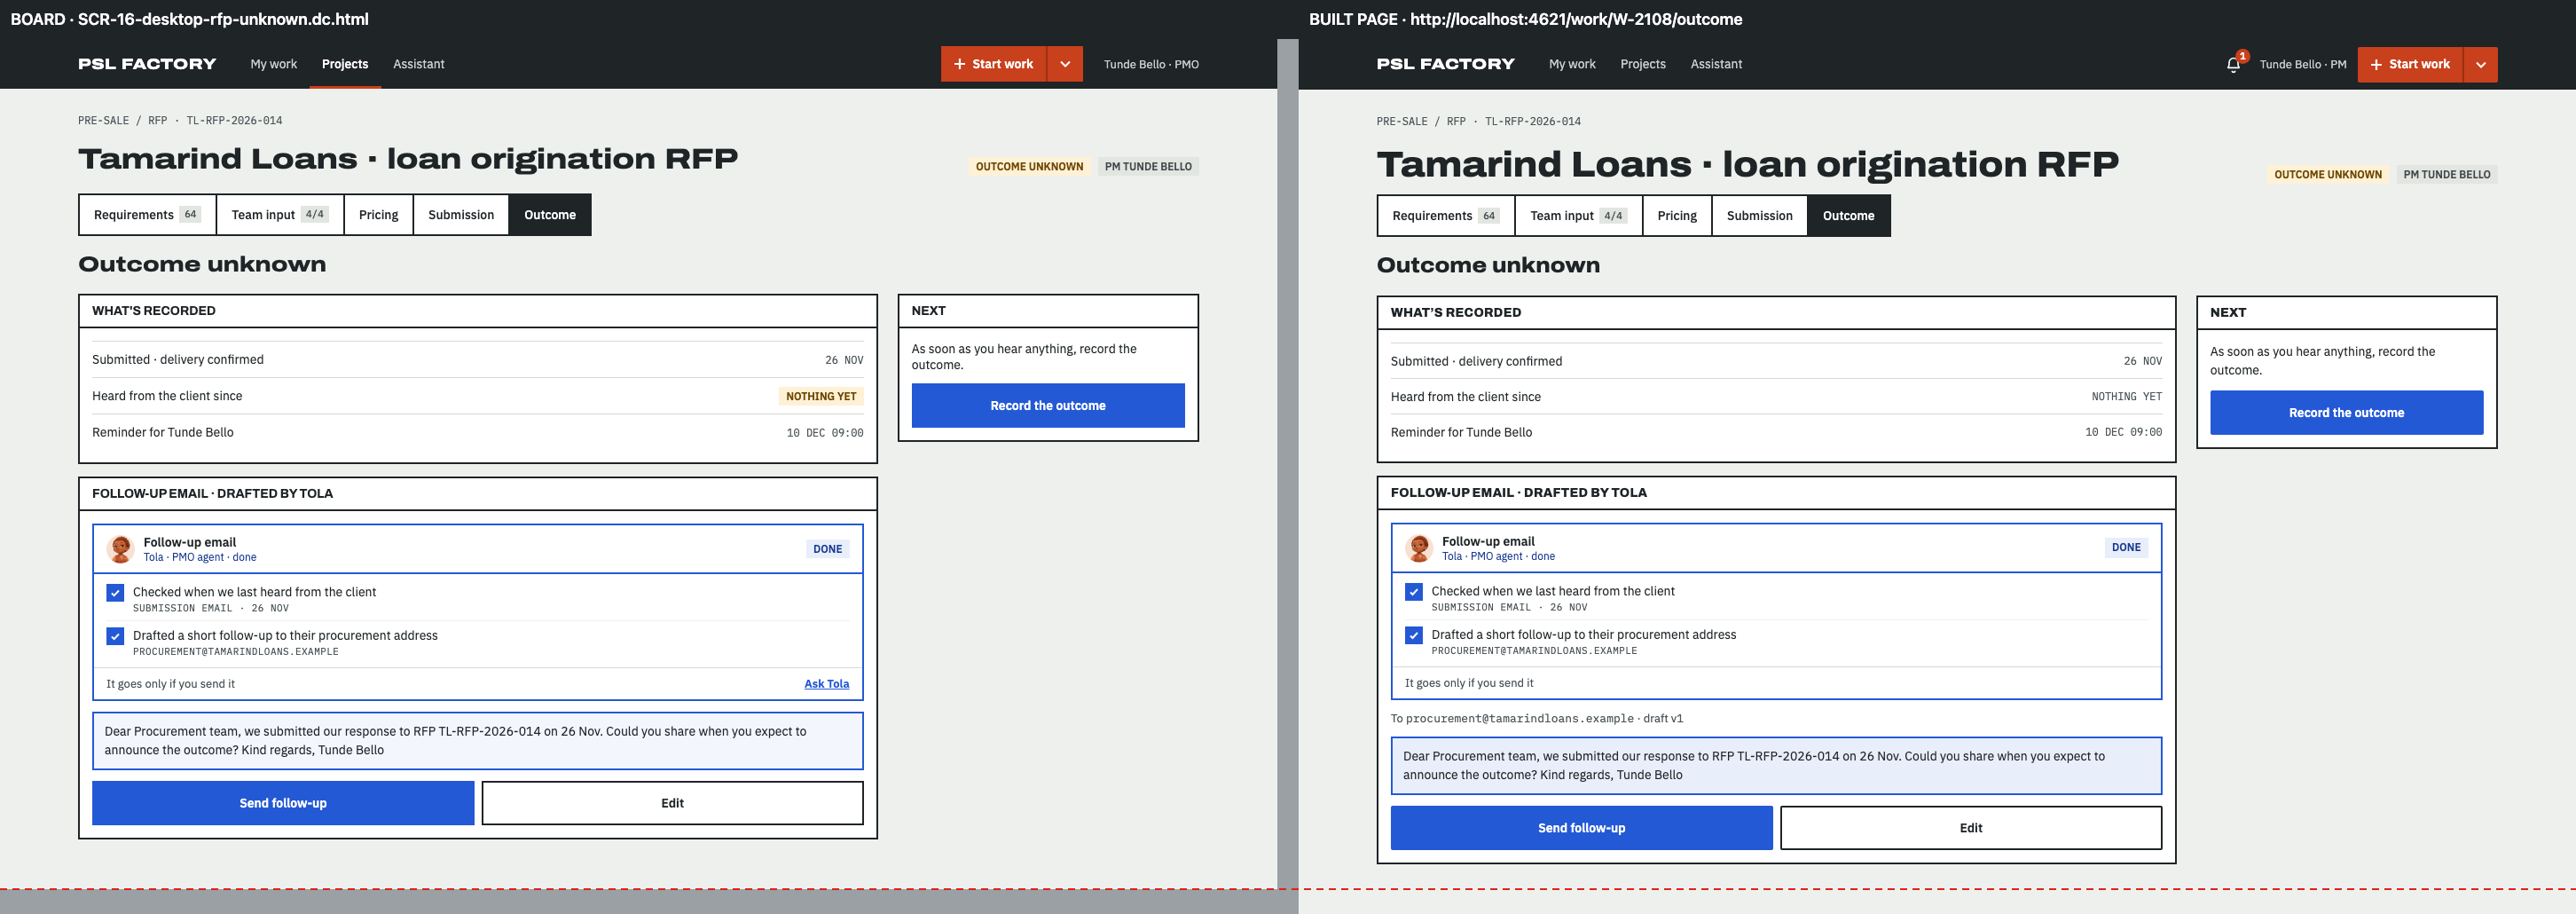 BOARD · SCR-16-desktop-rfp-unknown.dc.html
PSL FACTORY
My work
Projects
Assistant
+ Start work
Tunde Bello · PMO
PRE-SALE / RFP · TL-RFP-2026-014
Tamarind Loans · loan origination RFP
OUTCOME UNKNOWN
PM TUNDE BELLO
Requirements 64
Team input 4/4
Pricing
Submission
Outcome
Outcome unknown
WHAT'S RECORDED
Submitted · delivery confirmed
26 NOV
Heard from the client since
NOTHING YET
Reminder for Tunde Bello
10 DEC 09:00
NEXT
As soon as you hear anything, record the
outcome.
Record the outcome
FOLLOW-UP EMAIL · DRAFTED BY TOLA
Follow-up email
Tola · PMO agent · done
DONE
Checked when we last heard from the client
SUBMISSION EMAIL · 26 NOV
Drafted a short follow-up to their procurement address
PROCUREMENT@TAMARINDLOANS.EXAMPLE
It goes only if you send it
Ask Tola
Dear Procurement team, we submitted our response to RFP TL-RFP-2026-014 on 26 Nov. Could you share when you expect to
announce the outcome? Kind regards, Tunde Bello
Send follow-up
Edit
BUILT PAGE · http://localhost:4621/work/W-2108/outcome
PSL FACTORY
My work
Projects
Assistant
1
Tunde Bello · PM
+ Start work
PRE-SALE / RFP · TL-RFP-2026-014
Tamarind Loans · loan origination RFP
OUTCOME UNKNOWN
PM TUNDE BELLO
Requirements 64
Team input 4/4
Pricing
Submission
Outcome
Outcome unknown
WHAT’S RECORDED
Submitted · delivery confirmed
26 NOV
Heard from the client since
NOTHING YET
Reminder for Tunde Bello
10 DEC 09:00
NEXT
As soon as you hear anything, record the
outcome.
Record the outcome
FOLLOW-UP EMAIL · DRAFTED BY TOLA
Follow-up email
Tola · PMO agent · done
DONE
Checked when we last heard from the client
SUBMISSION EMAIL · 26 NOV
Drafted a short follow-up to their procurement address
PROCUREMENT@TAMARINDLOANS.EXAMPLE
It goes only if you send it
To procurement@tamarindloans.example · draft v1
Dear Procurement team, we submitted our response to RFP TL-RFP-2026-014 on 26 Nov. Could you share when you expect to
announce the outcome? Kind regards, Tunde Bello
Send follow-up
Edit